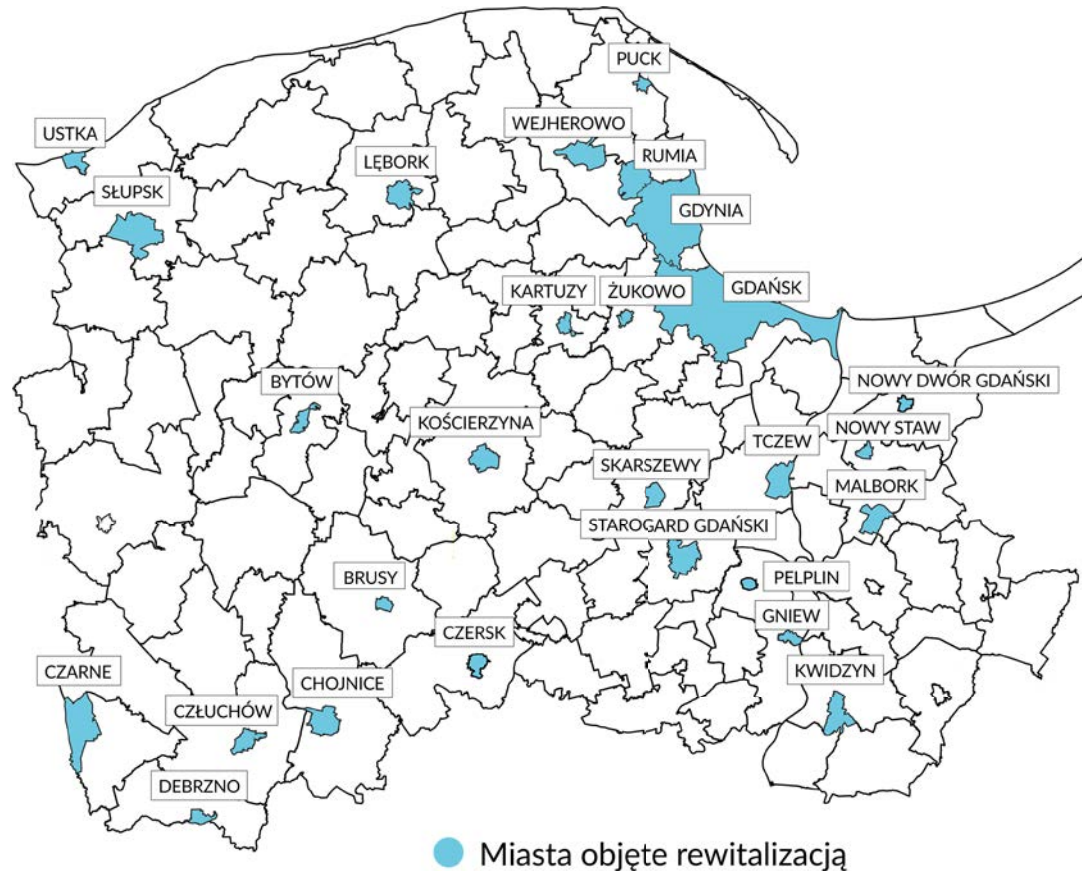 PUCK
WEJHEROWO
USTKA
RUMIA
LĘBORK
SŁUPSK
GDYNIA
KARTUZY
ŻUKOWO
GDAŃSK
BYTÓW
NOWY DWÓR GDAŃSKI
KOŚCIERZYNA
NOWY STAW
TCZEW
SKARSZEWY
MALBORK
STAROGARD GDAŃSKI
BRUSY
PELPLIN
GNIEW
CZERSK
CZARNE
CHOJNICE
KWIDZYN
CZŁUCHÓW
DEBRZNO
Miasta objęte rewitalizacją